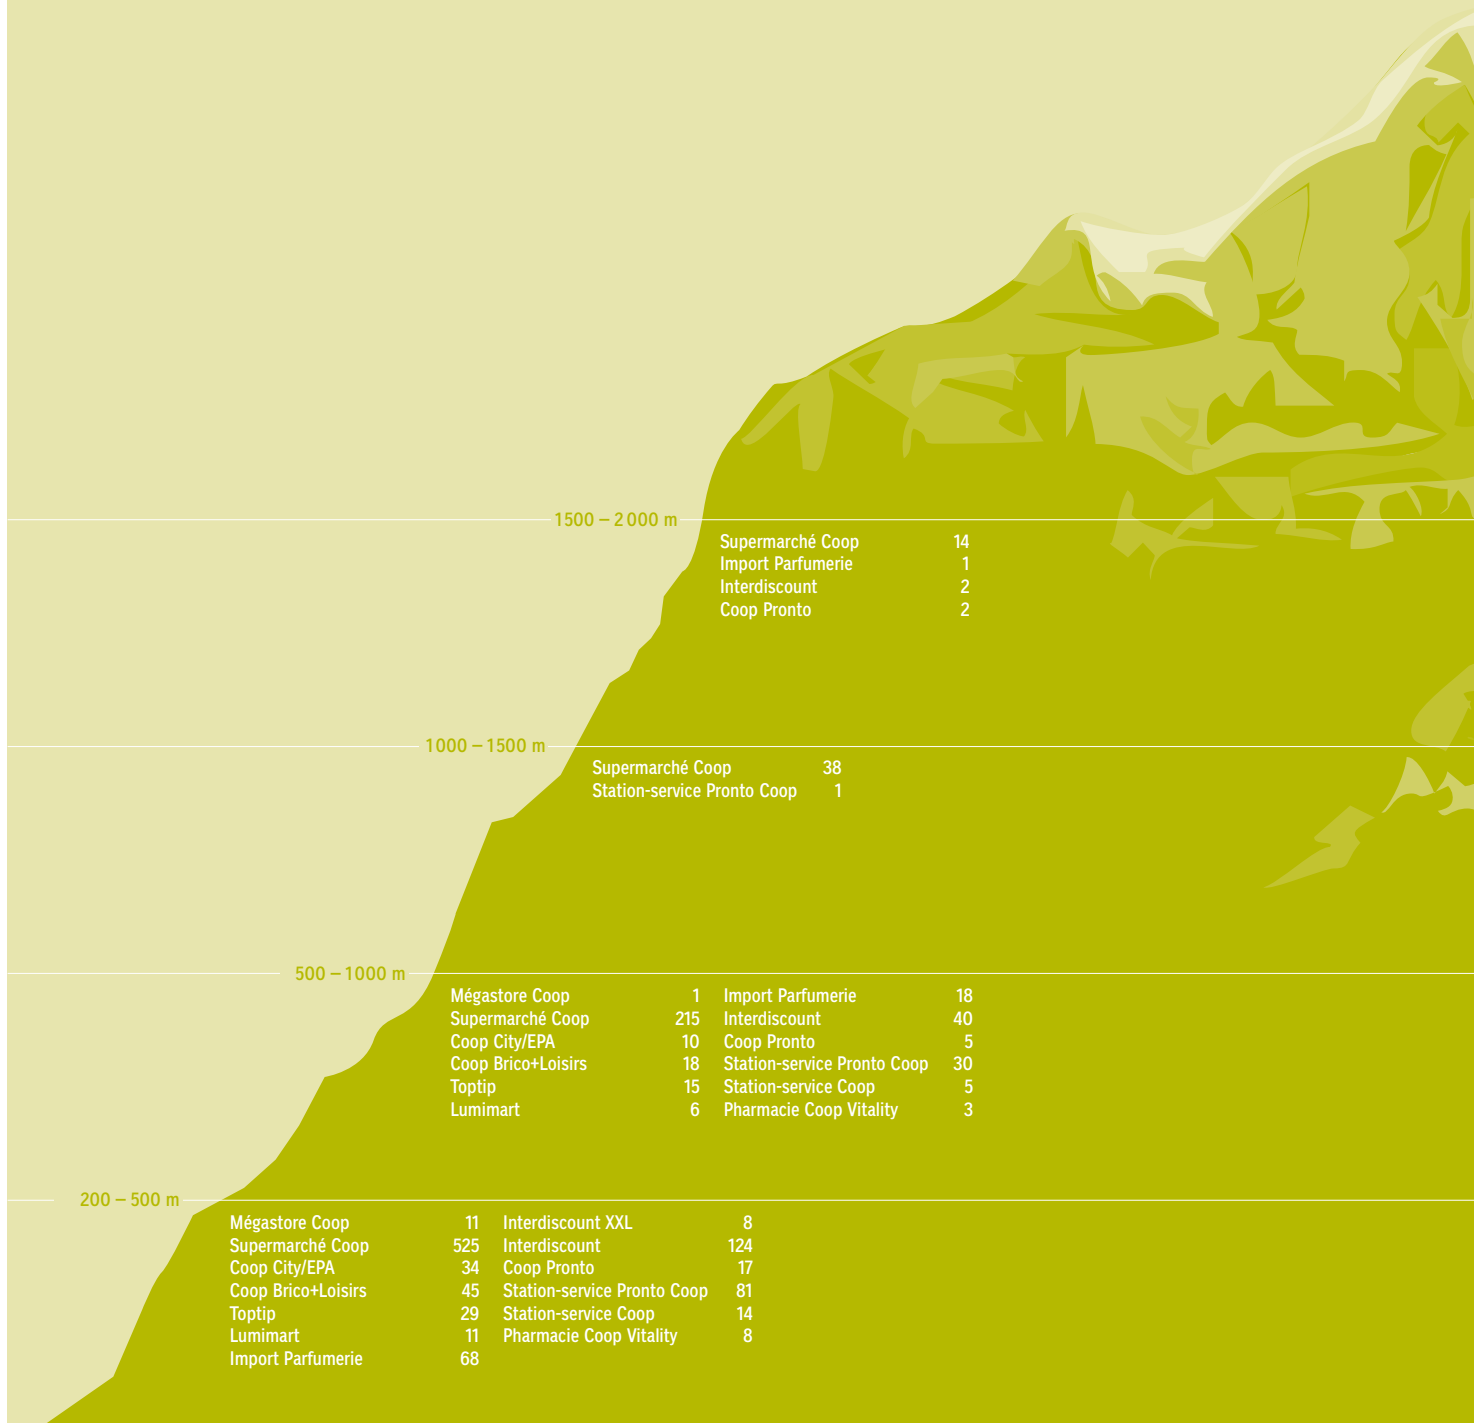 1500 – 2 000 m
Supermarché Coop 14
Import Parfumerie 1
Interdiscount 2
Coop Pronto 2
1 000 – 1500 m
Supermarché Coop 38
Station-service Pronto Coop 1
500 – 1 000 m
Mégastore Coop 1 Import Parfumerie 18
Supermarché Coop 215 Interdiscount 40
Coop City/EPA 10 Coop Pronto 5
Coop Brico+Loisirs 18 Station-service Pronto Coop 30
Toptip 15 Station-service Coop 5
Lumimart 6 Pharmacie Coop Vitality 3
200 – 500 m
Mégastore Coop 11 Interdiscount XXL 8
Supermarché Coop 525 Interdiscount 124
Coop City/EPA 34 Coop Pronto 17
Coop Brico+Loisirs 45 Station-service Pronto Coop 81
Toptip 29 Station-service Coop 14
Lumimart 11 Pharmacie Coop Vitality 8
Import Parfumerie 68